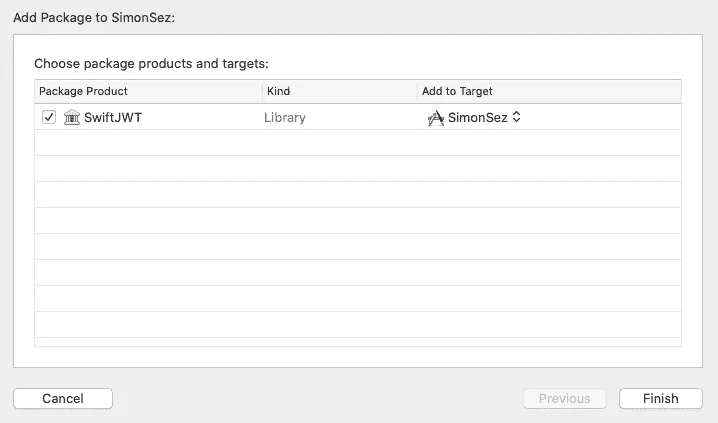 Add Package to SimonSez:
Choose package products and targets:
Package Product Kind Add to Target
SwiftJWT Library SimonSez
Cancel Previous Finish